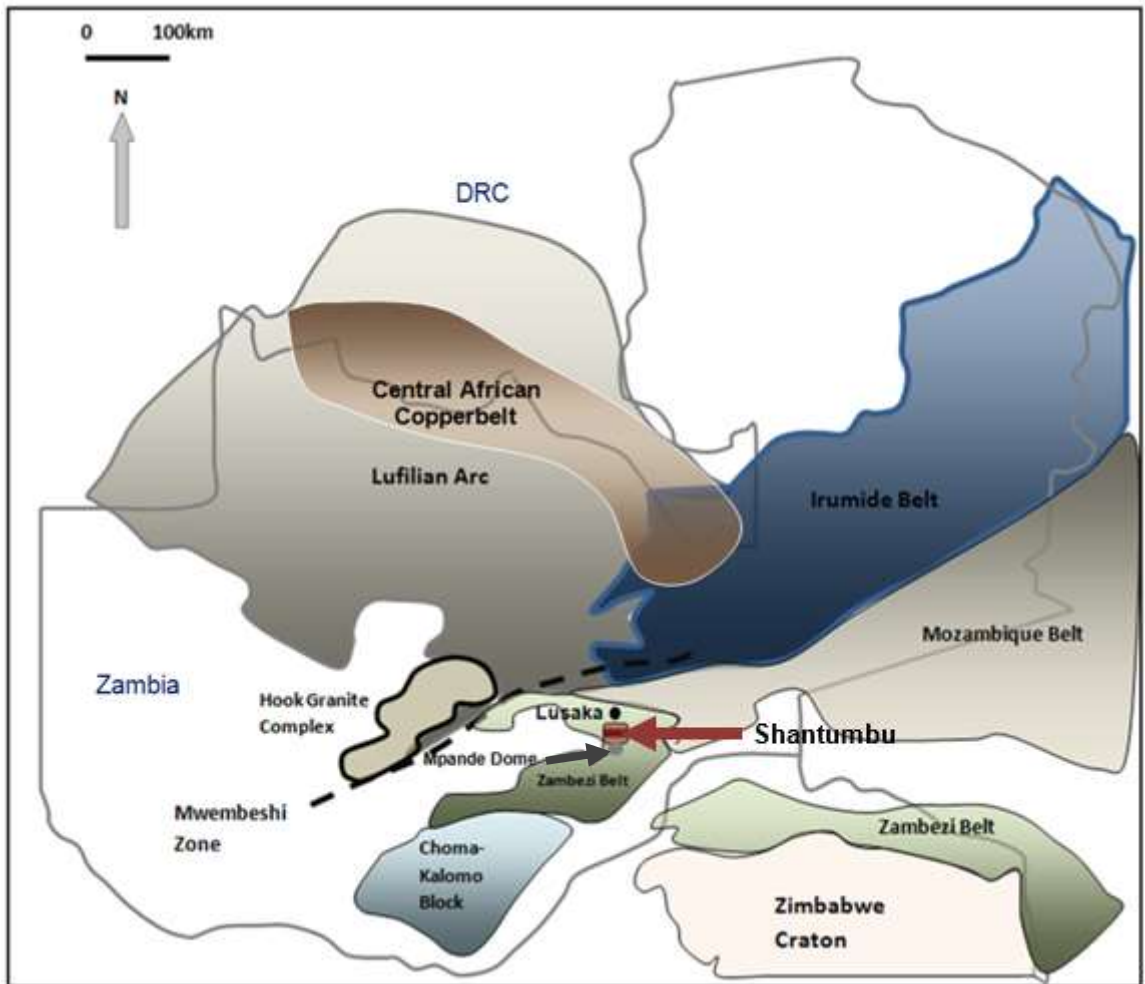 0 100km
N
DRC
Central African
Copperbelt
Lufilian Arc
Irumide Belt
Mozambique Belt
Zambia
Hook Granite
Complex
Lusaka
Shantumbu
Mpande Dome
Zambezi Belt
Mwembeshi
Zone
Zambezi Belt
Choma-
Kalomo
Block
Zimbabwe
Craton